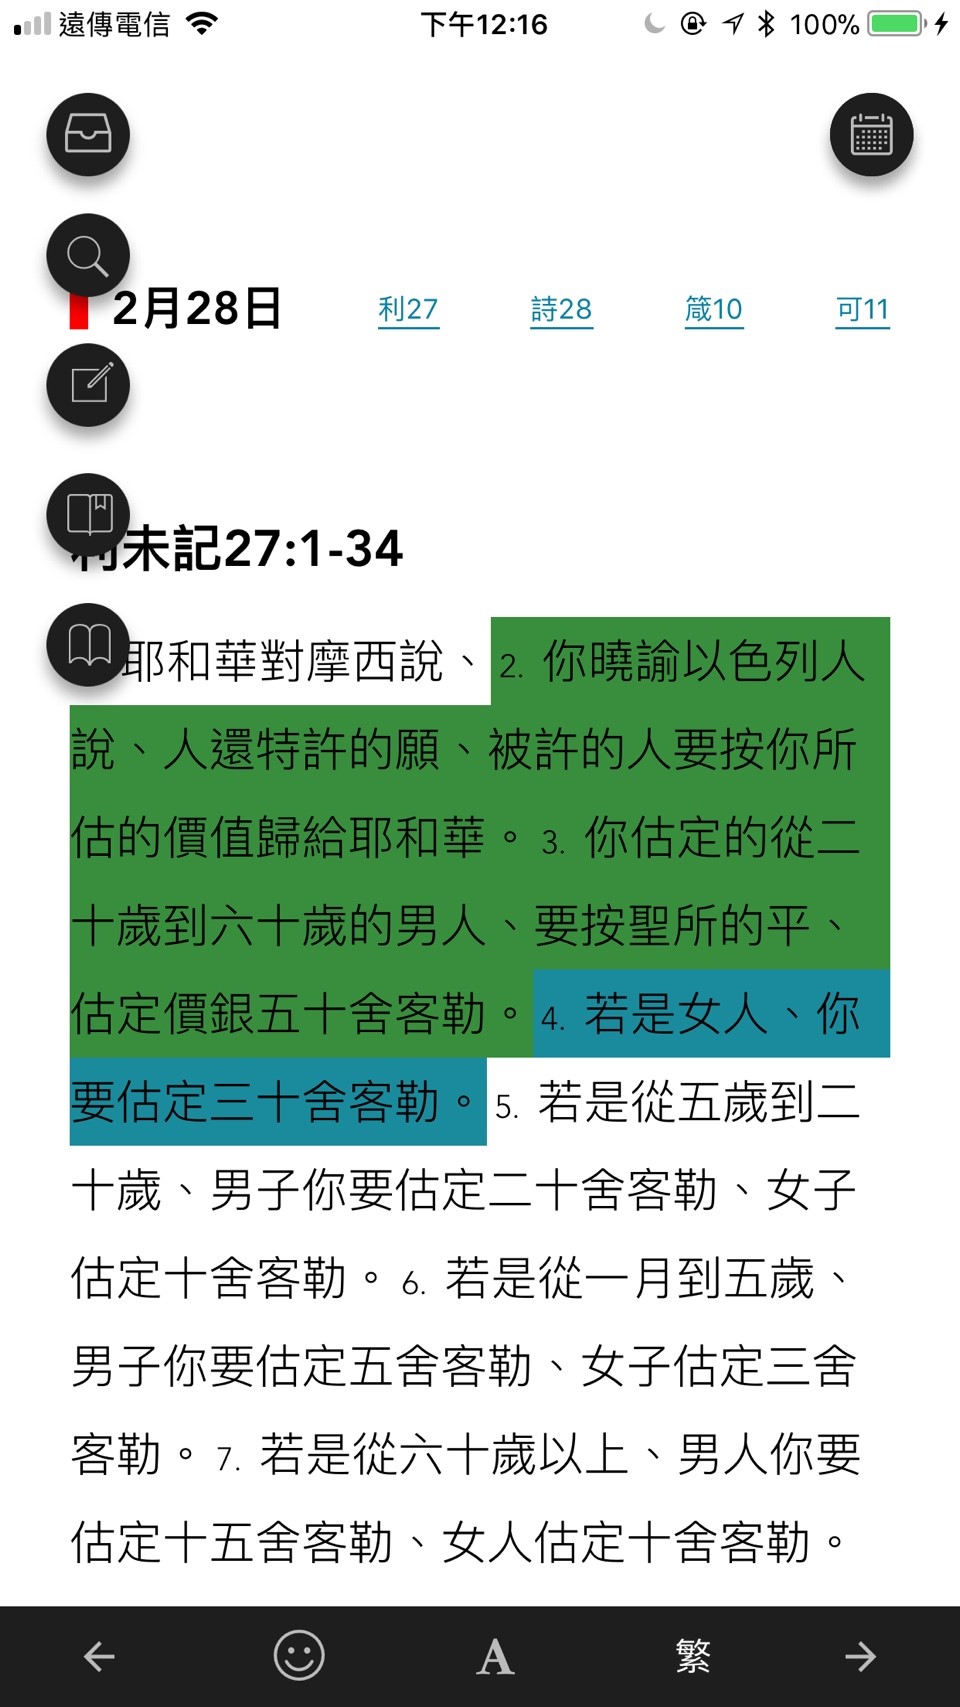 遠傳電信 下午12:16 100%
2月28日 利27 詩28 箴10 可11
利未記27:1-34
耶和華對摩西說、2. 你曉諭以色列人
說、人還特許的願、被許的人要按你所
估的價值歸給耶和華。3. 你估定的從二
十歲到六十歲的男人、要按聖所的平、
估定價銀五十舍客勒。4. 若是女人、你
要估定三十舍客勒。5. 若是從五歲到二
十歲、男子你要估定二十舍客勒、女子
估定十舍客勒。6. 若是從一月到五歲、
男子你要估定五舍客勒、女子估定三舍
客勒。7. 若是從六十歲以上、男人你要
估定十五舍客勒、女人估定十舍客勒。
A 繁